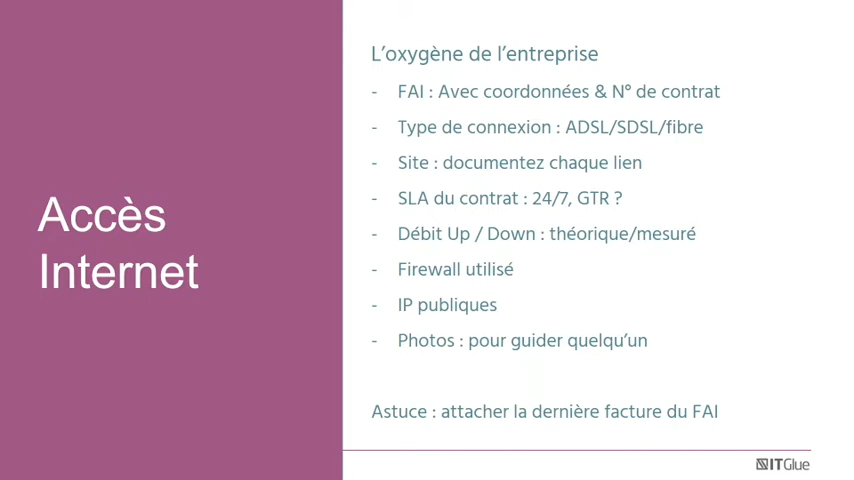 Accès
Internet
L’oxygène de l’entreprise
- FAI : Avec coordonnées & N° de contrat
- Type de connexion : ADSL/SDSL/fibre
- Site : documentez chaque lien
- SLA du contrat : 24/7, GTR ?
- Débit Up / Down : théorique/mesuré
- Firewall utilisé
- IP publiques
- Photos : pour guider quelqu’un
Astuce : attacher la dernière facture du FAI
ITGlue